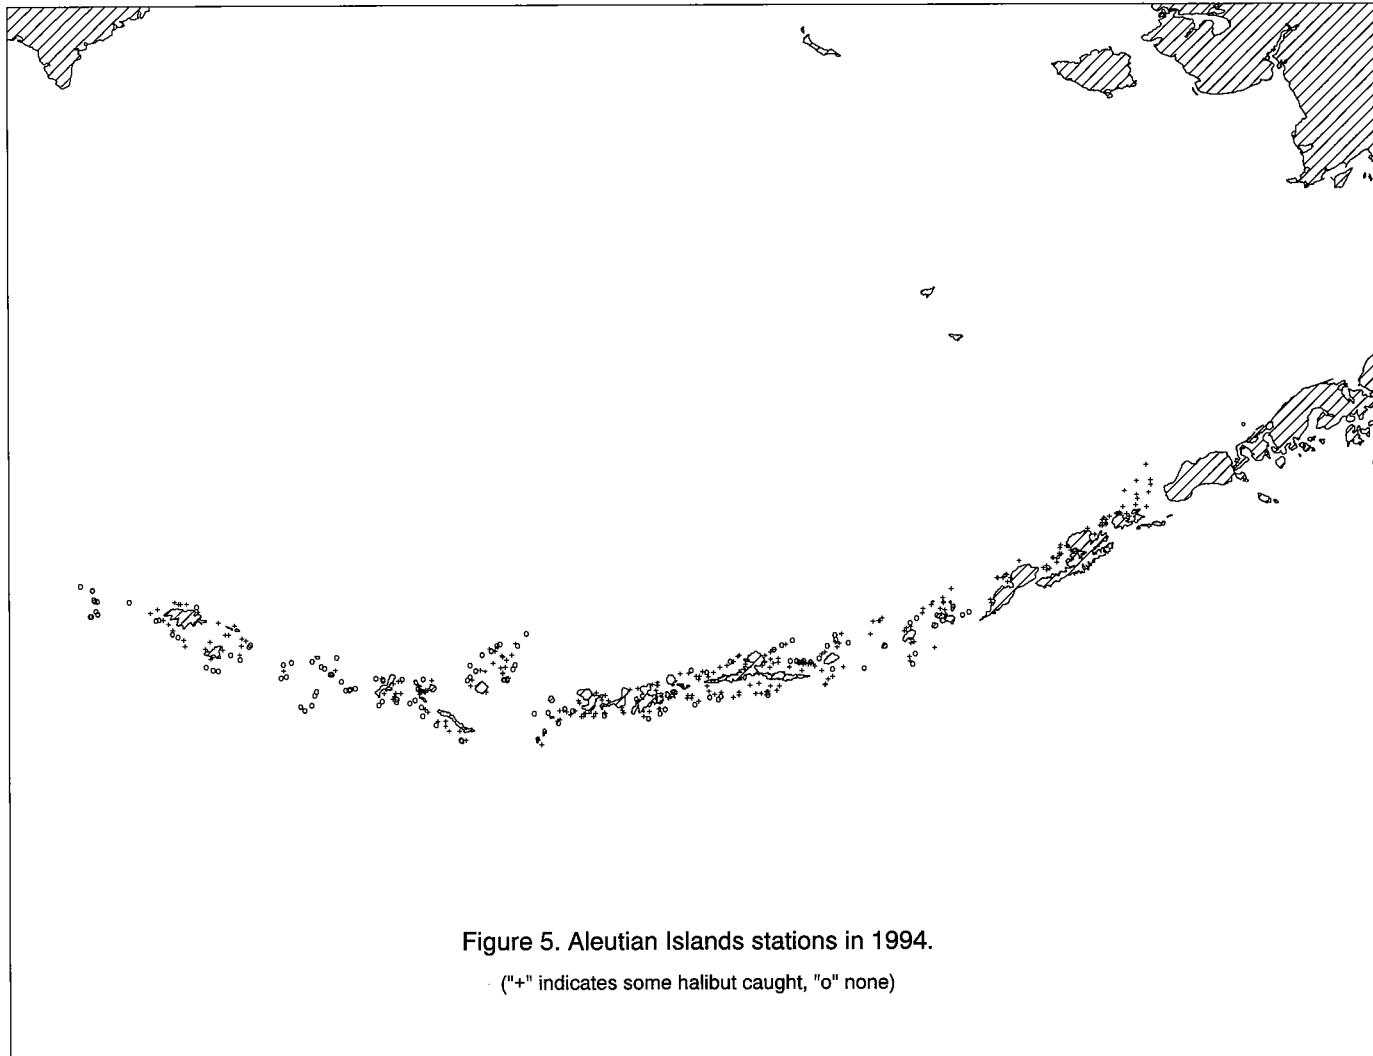 Figure 5. Aleutian Islands stations in 1994.
("+" indicates some halibut caught, "o" none)